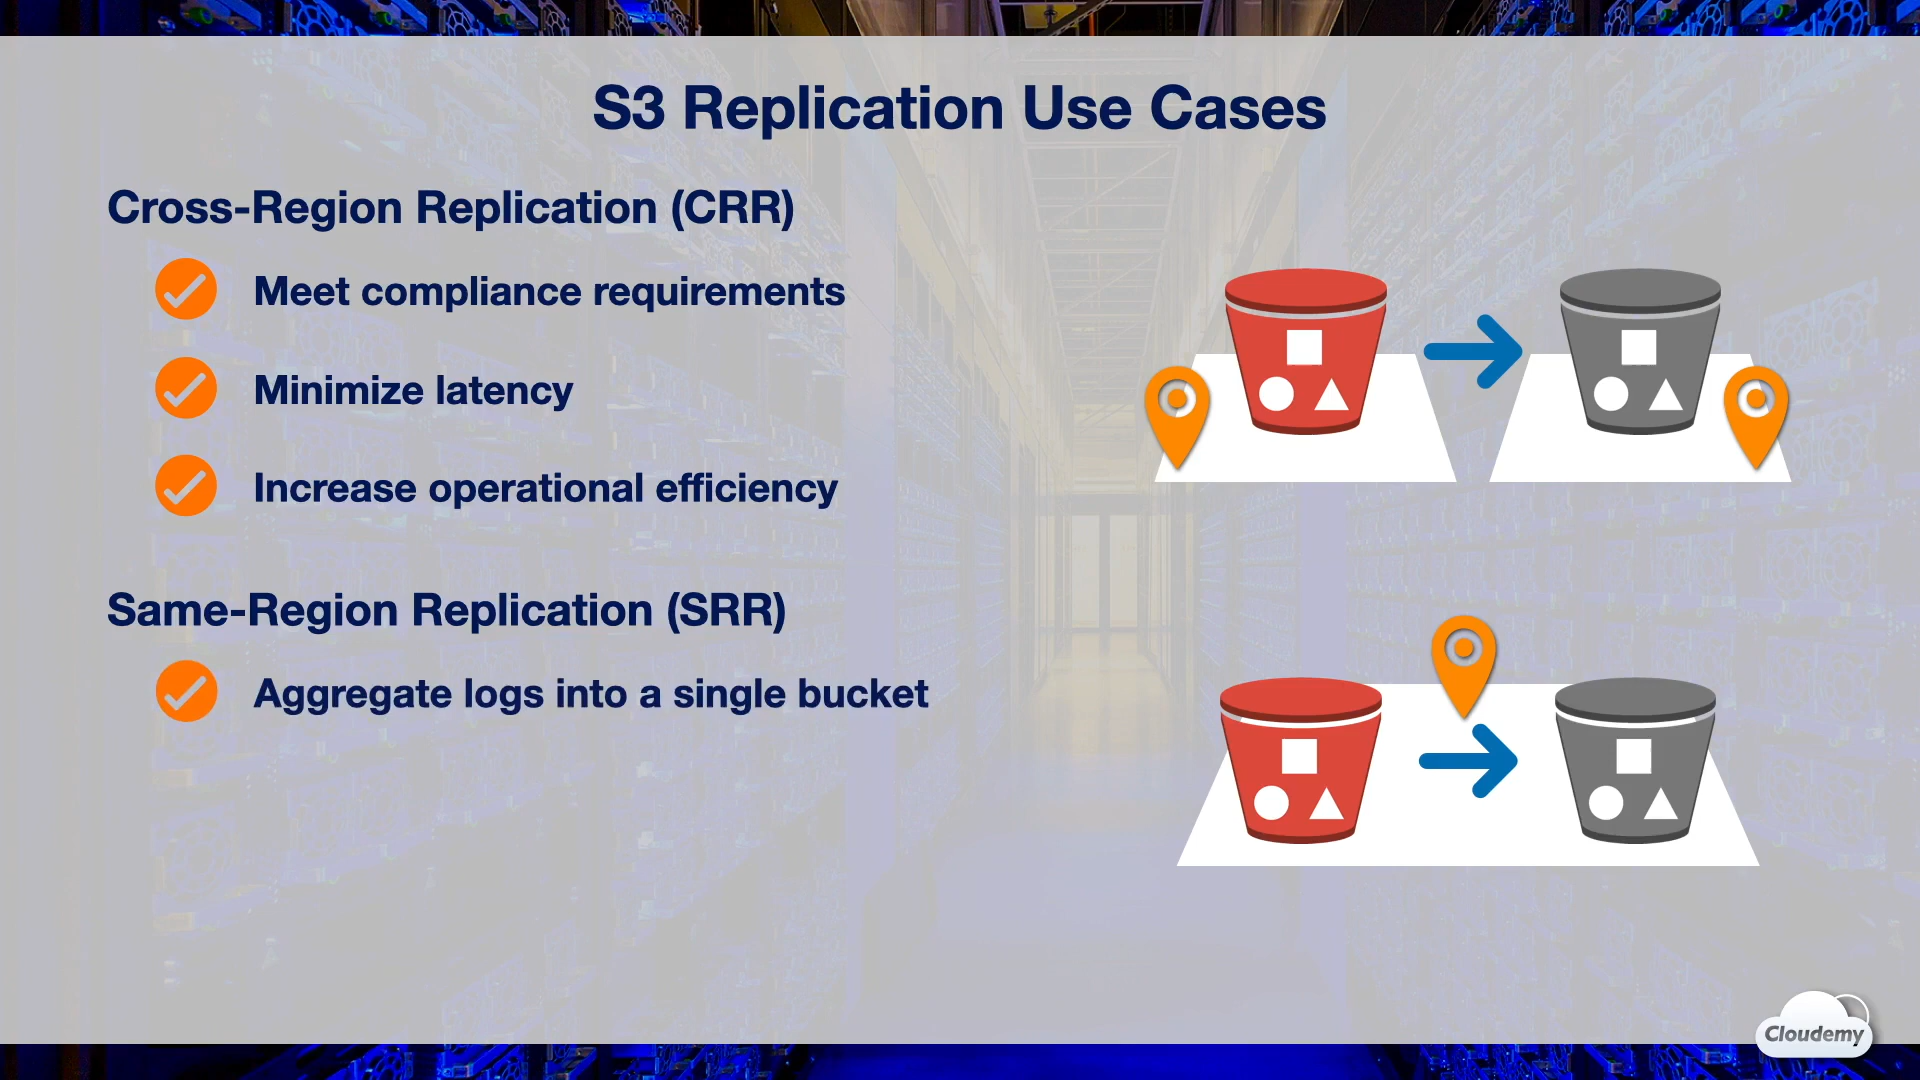 S3 Replication Use Cases
Cross-Region Replication (CRR)
Meet compliance requirements
Minimize latency
Increase operational efficiency
Same-Region Replication (SRR)
Aggregate logs into a single bucket
Cloudemy